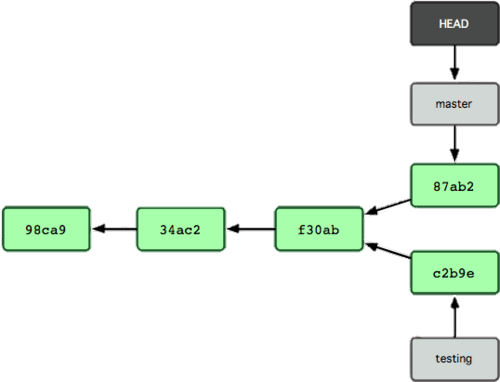 HEAD
master
87ab2
98ca9
34ac2
f30ab
c2b9e
testing